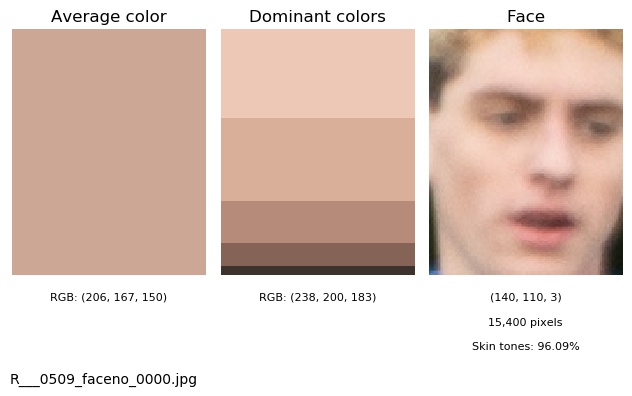 Average color
Dominant colors
Face
RGB: (206, 167, 150)
RGB: (238, 200, 183)
(140, 110, 3)
15,400 pixels
Skin tones: 96.09%
R___0509_faceno_0000.jpg